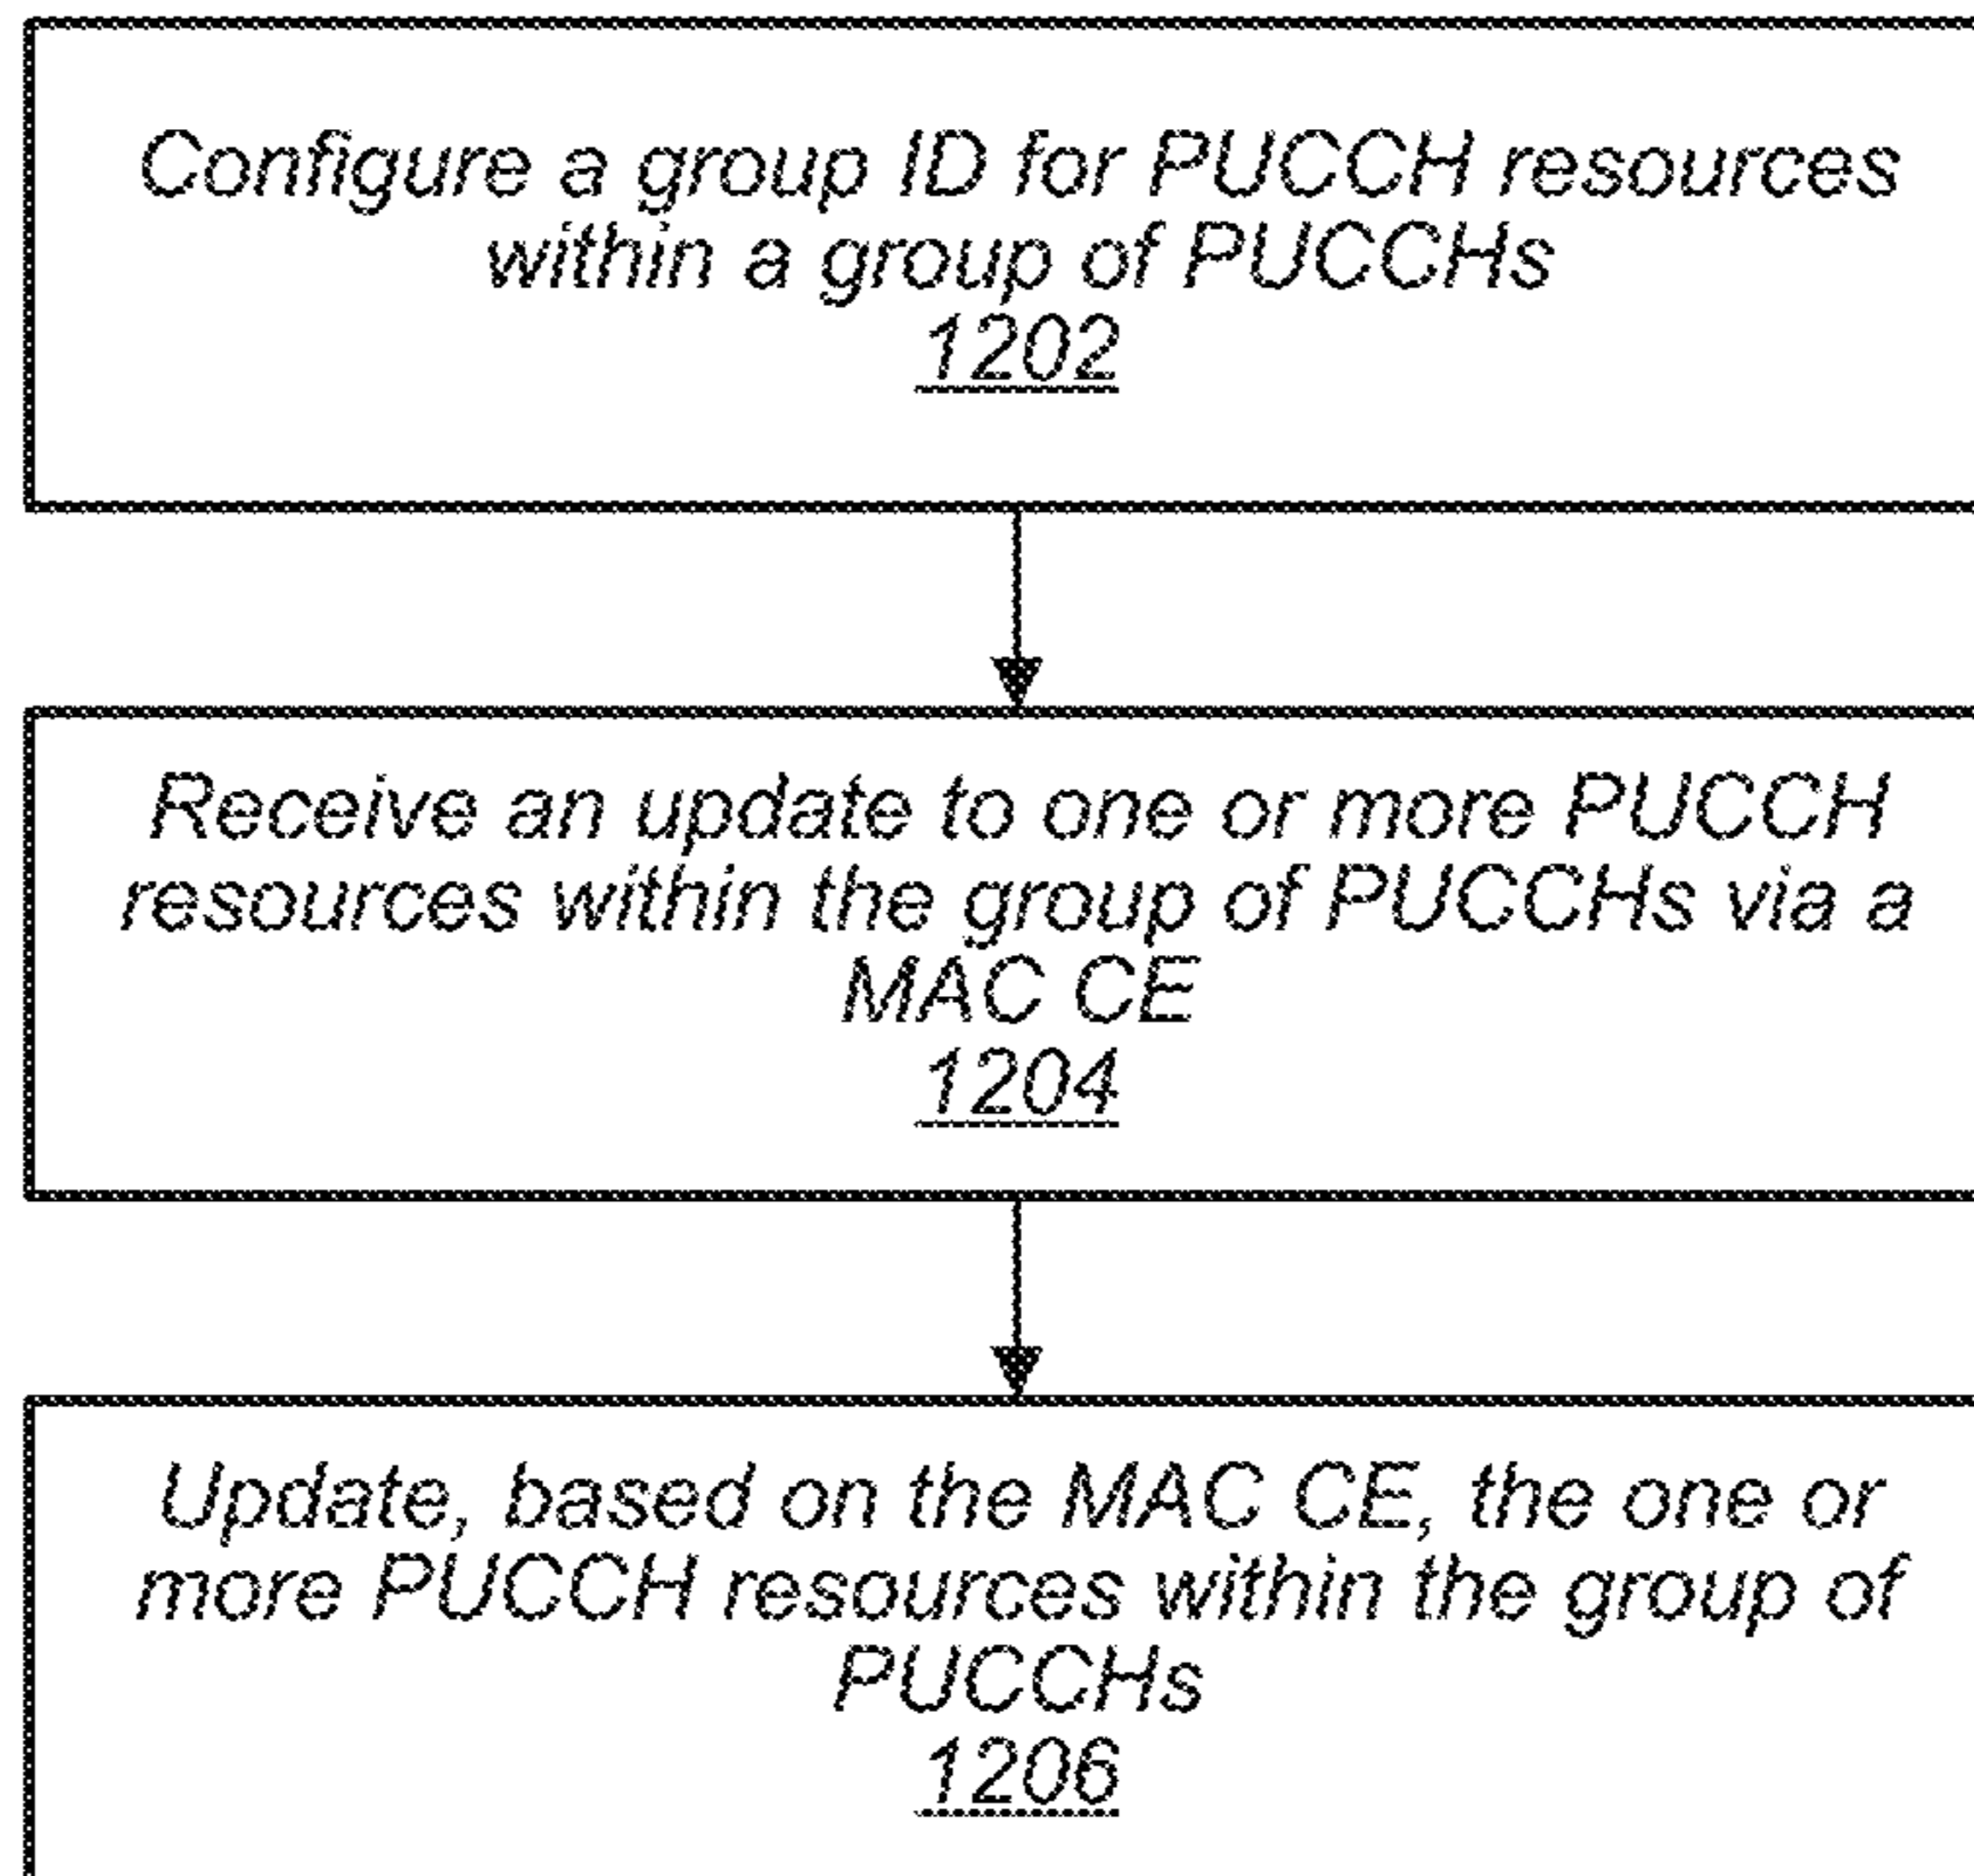 Configure a group ID for PUCCH resources
within a group of PUCCHs
1202
Receive an update to one or more PUCCH
resources within the group of PUCCHs via a
MAC CE
1204
Update, based on the MAC CE, the one or
more PUCCH resources within the group of
PUCCHs
1206